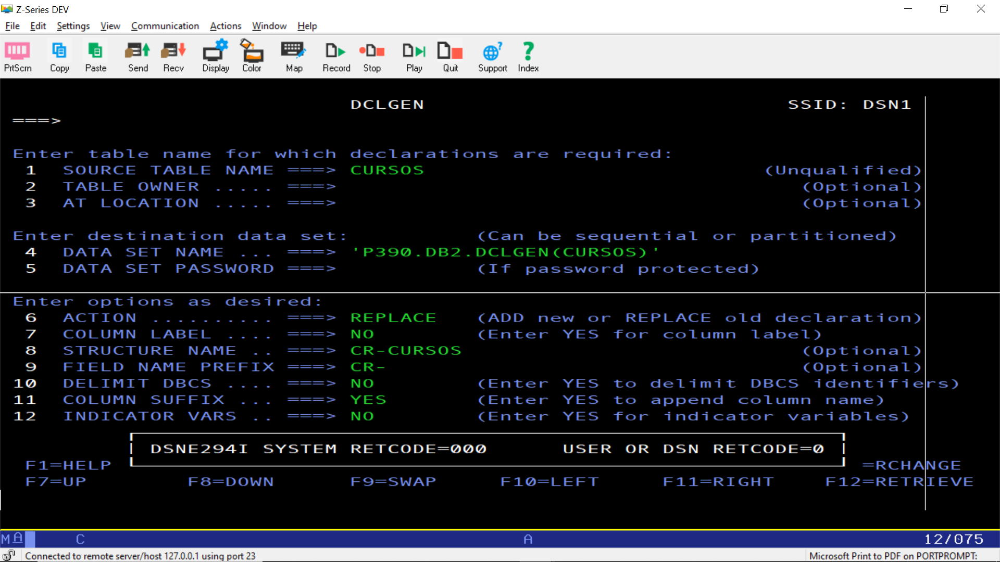 Z-Series DEV
File Edit Settings View Communication Actions Window Help
PrtScrn Copy Paste Send Recv Display Color Map Record Stop Play Quit Support Index
DCLGEN SSID: DSN1
===>
Enter table name for which declarations are required:
1 SOURCE TABLE NAME ===> CURSOS (Unqualified)
2 TABLE OWNER ..... ===> (Optional)
3 AT LOCATION ..... ===> (Optional)
Enter destination data set: (Can be sequential or partitioned)
4 DATA SET NAME ... ===> 'P390.DB2.DCLGEN(CURSOS)'
5 DATA SET PASSWORD ===> (If password protected)
Enter options as desired:
6 ACTION .......... ===> REPLACE (ADD new or REPLACE old declaration)
7 COLUMN LABEL .... ===> NO (Enter YES for column label)
8 STRUCTURE NAME .. ===> CR-CURSOS (Optional)
9 FIELD NAME PREFIX ===> CR- (Optional)
10 DELIMIT DBCS .... ===> NO (Enter YES to delimit DBCS identifiers)
11 COLUMN SUFFIX ... ===> YES (Enter YES to append column name)
12 INDICATOR VARS .. ===> NO (Enter YES for indicator variables)
DSNE294I SYSTEM RETCODE=000 USER OR DSN RETCODE=0
F1=HELP =RCHANGE
F7=UP F8=DOWN F9=SWAP F10=LEFT F11=RIGHT F12=RETRIEVE
MA C A 12/075
Connected to remote server/host 127.0.0.1 using port 23 Microsoft Print to PDF on PORTPROMPT: